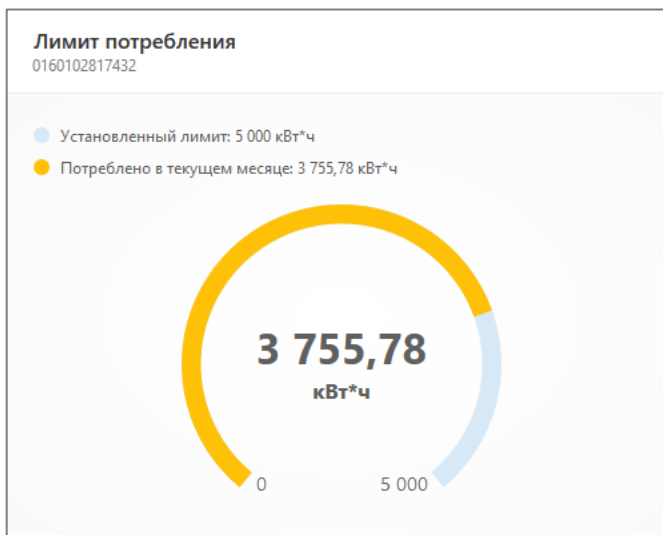 Лимит потребления
0160102817432
Установленный лимит: 5 000 кВт*ч
Потреблено в текущем месяце: 3 755,78 кВт*ч
3 755,78
кВт*ч
0
5 000